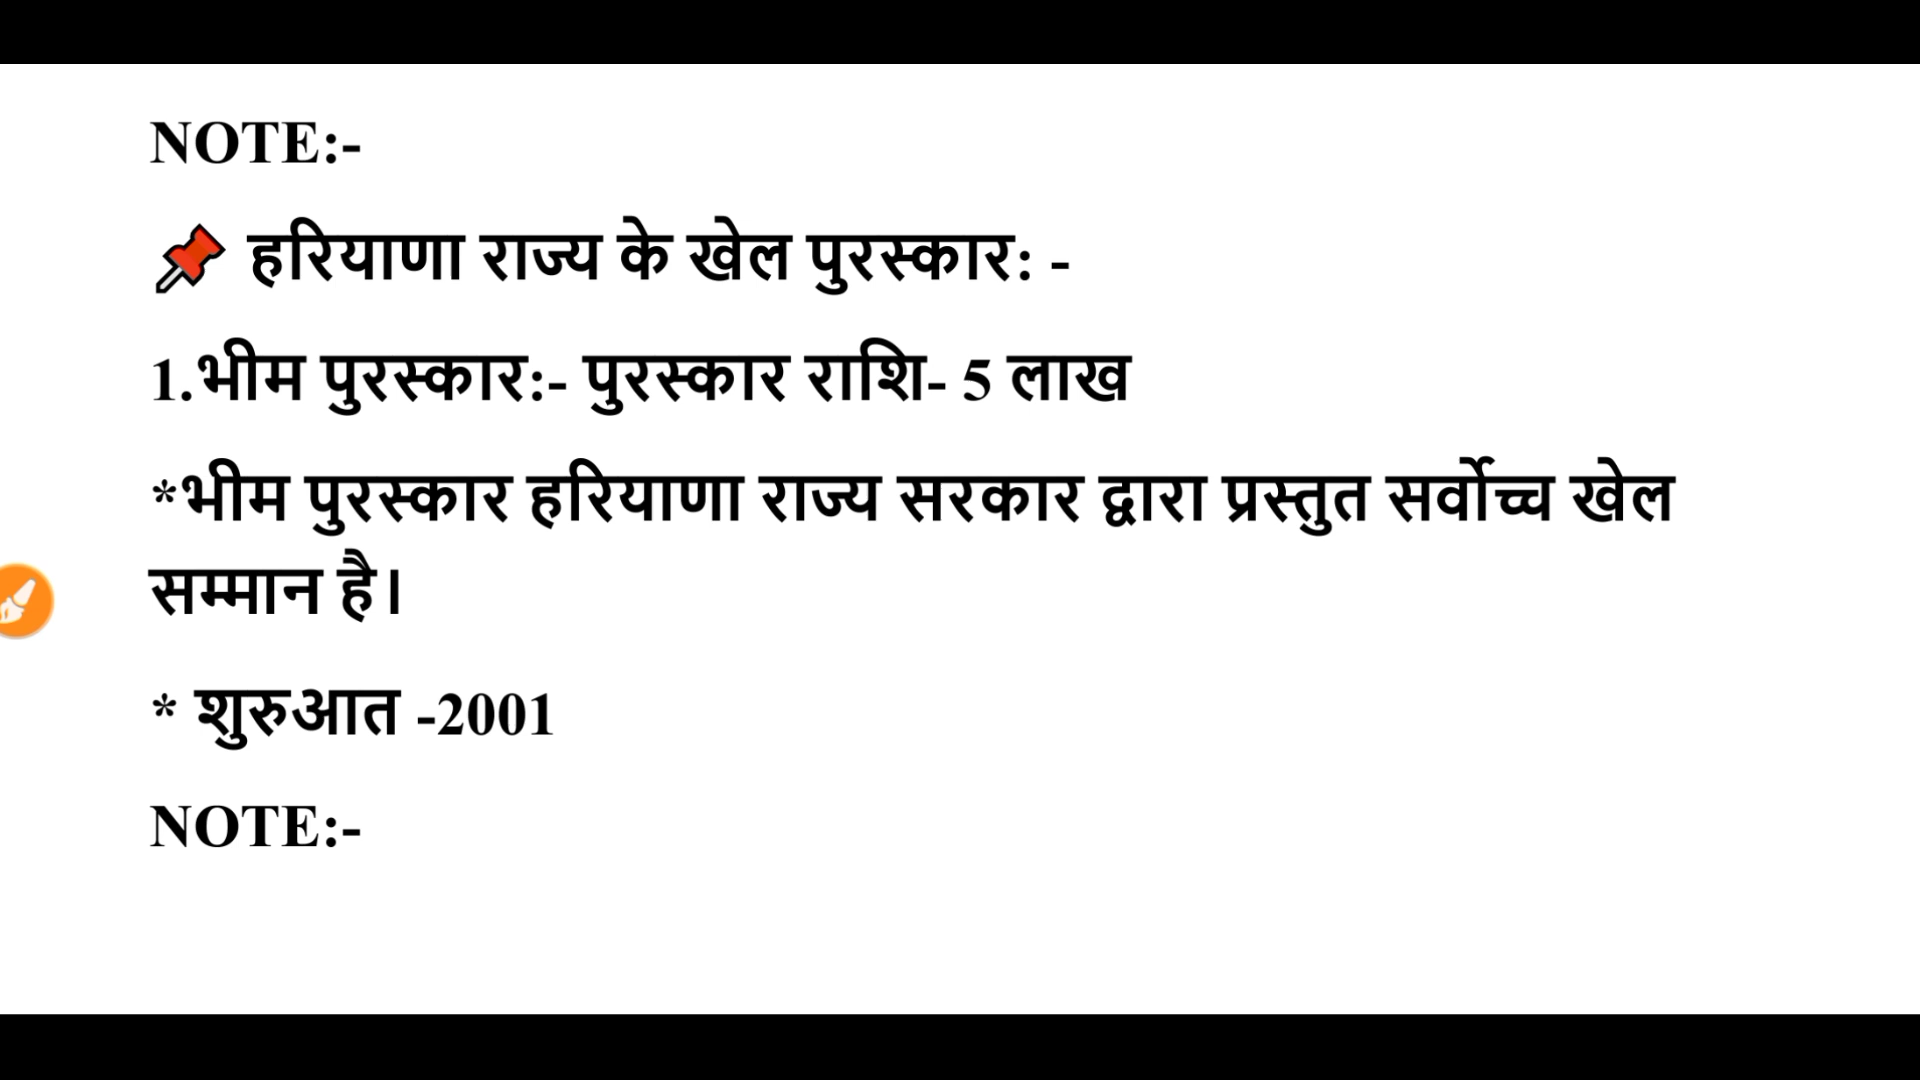 NOTE:-
📌 हरियाणा राज्य के खेल पुरस्कार: -
1.भीम पुरस्कार:- पुरस्कार राशि- 5 लाख
*भीम पुरस्कार हरियाणा राज्य सरकार द्वारा प्रस्तुत सर्वोच्च खेल
सम्मान है।
* शुरुआत -2001
NOTE:-